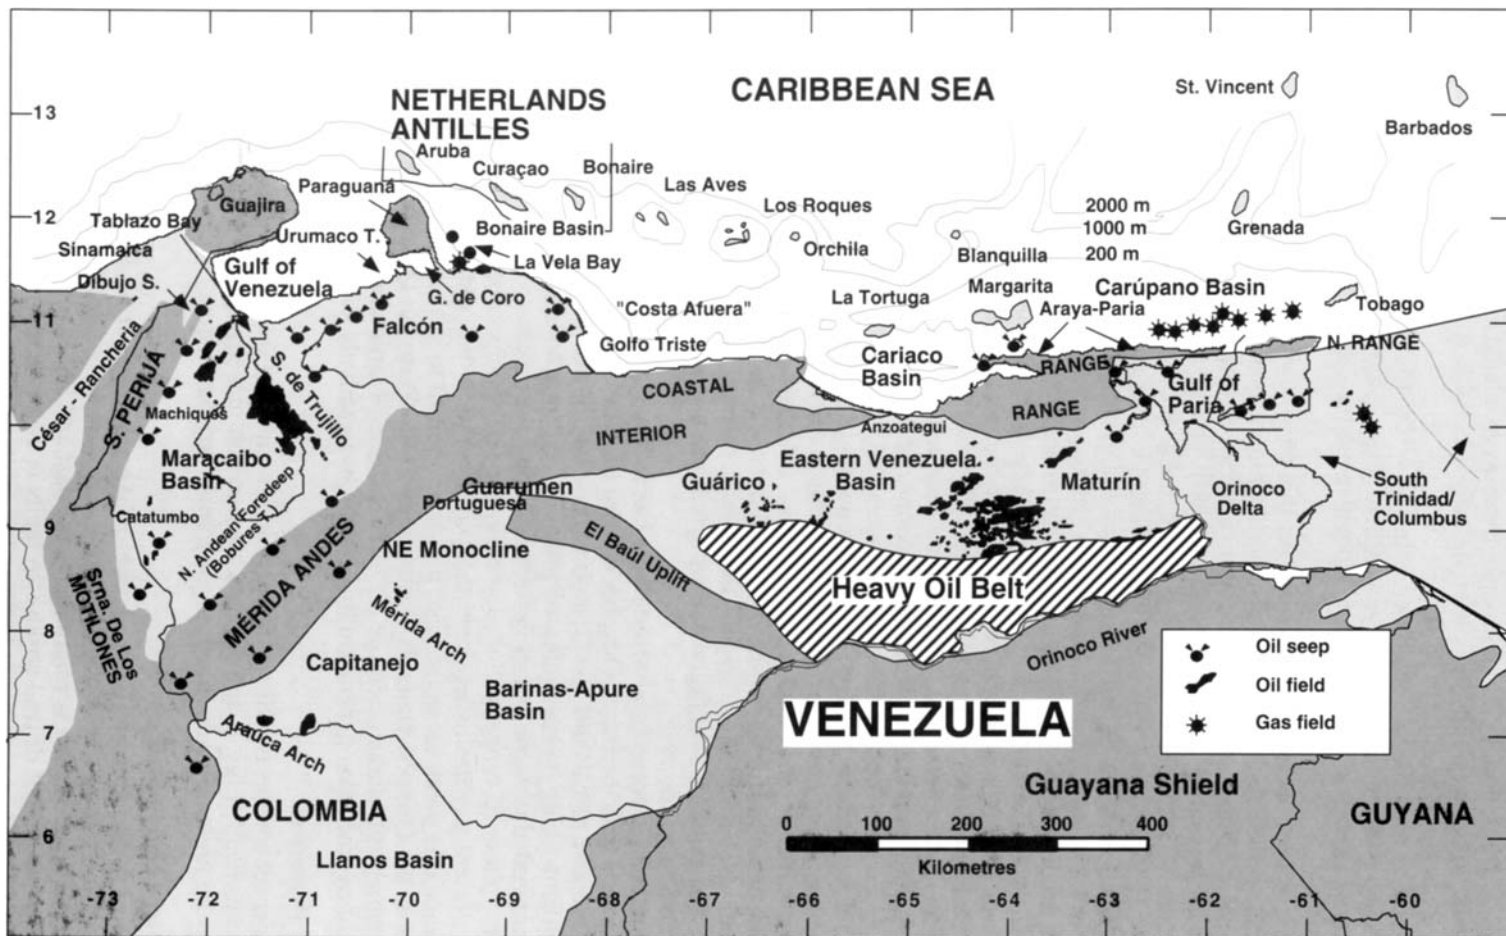 CARIBBEAN SEA
NETHERLANDS
ANTILLES
St. Vincent
Barbados
13
Aruba
Curaçao
Bonaire
Paraguaná
Las Aves
Guajira
Los Roques
2000 m
1000 m
200 m
Grenada
12
Tablazo Bay
Urumaco T.
Bonaire Basin
Orchila
Sinamaica
Gulf of
Venezuela
La Vela Bay
Blanquilla
Dibujo S.
G. de Coro
Margarita
Carúpano Basin
La Tortuga
Araya-Paria
Tobago
11
Falcón
"Costa Afuera"
Golfo Triste
Cariaco
Basin
RANGE
N. RANGE
César - Rancheria
S. PERIJÁ
S. de Trujillo
COASTAL
Gulf of
Paria
Machiques
RANGE
INTERIOR
Anzoategui
Maracaibo
Basin
Eastern Venezuela
Basin
Guárico
Maturín
Guarumen
Portuguesa
Orinoco
Delta
South
Trinidad/
Columbus
Catatumbo
9
N. Andean Foredeep
(Bobures T.)
NE Monocline
El Baúl Uplift
MÉRIDA ANDES
Heavy Oil Belt
Srna. De Los
MOTILONES
Mérida Arch
8
Capitanejo
Orinoco River
Oil seep
Oil field
Gas field
Barinas-Apure
Basin
VENEZUELA
7
Arauca Arch
Guayana Shield
COLOMBIA
GUYANA
6
0 100 200 300 400
Kilometres
Llanos Basin
-73 -72 -71 -70 -69 -68 -67 -66 -65 -64 -63 -62 -61 -60